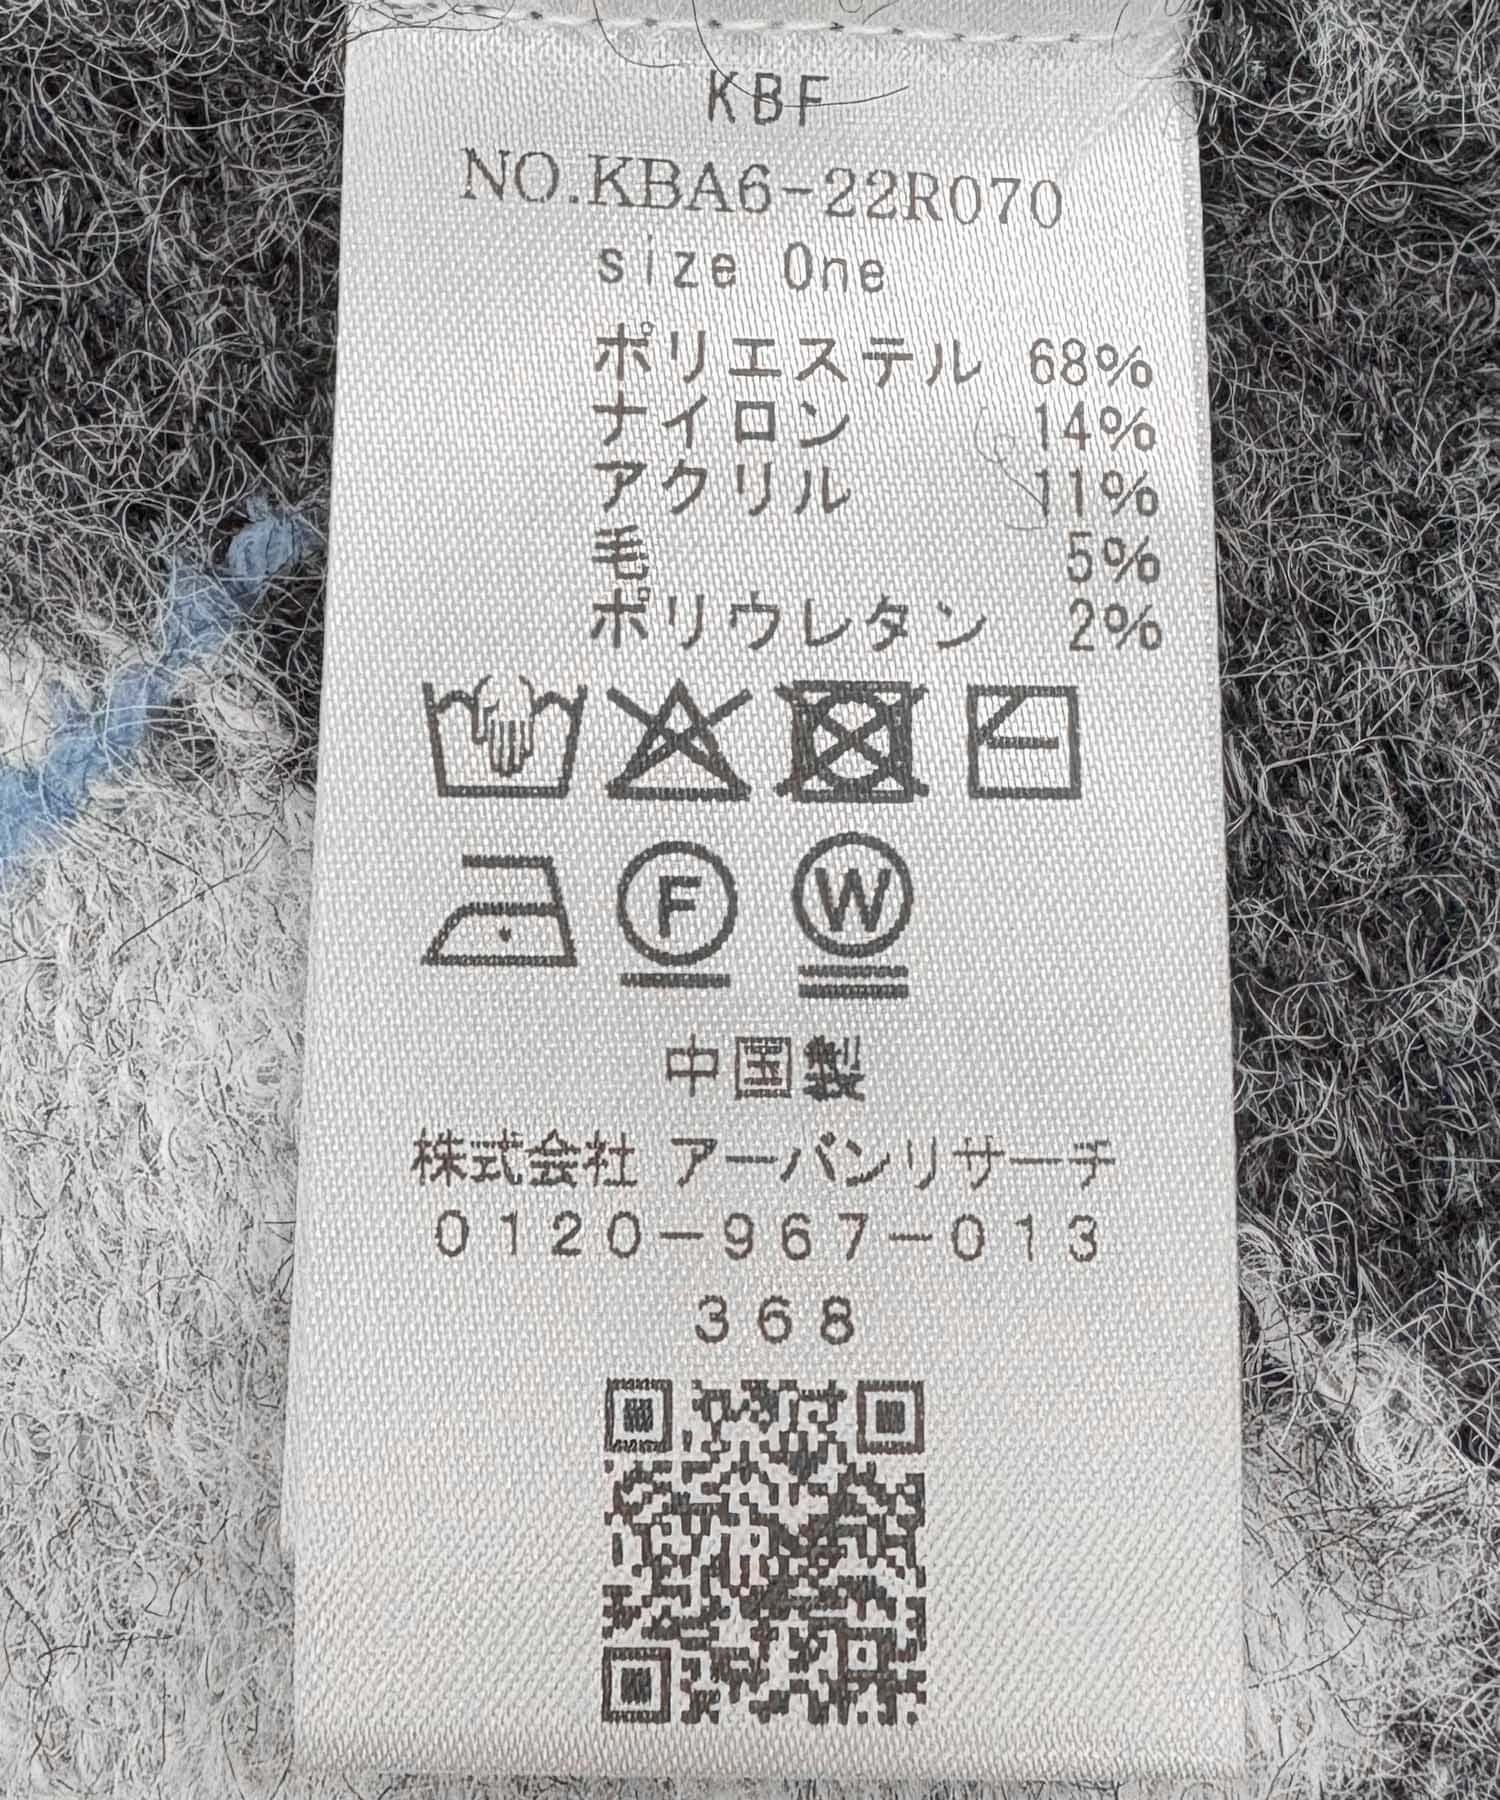 KBF
NO.KBA6-22R070
size One
ポリエステル 68%
ナイロン 14%
アクリル 11%
毛 5%
ポリウレタン 2%
F W
中国製
株式会社 アーバンリサーチ
0120-967-013
368